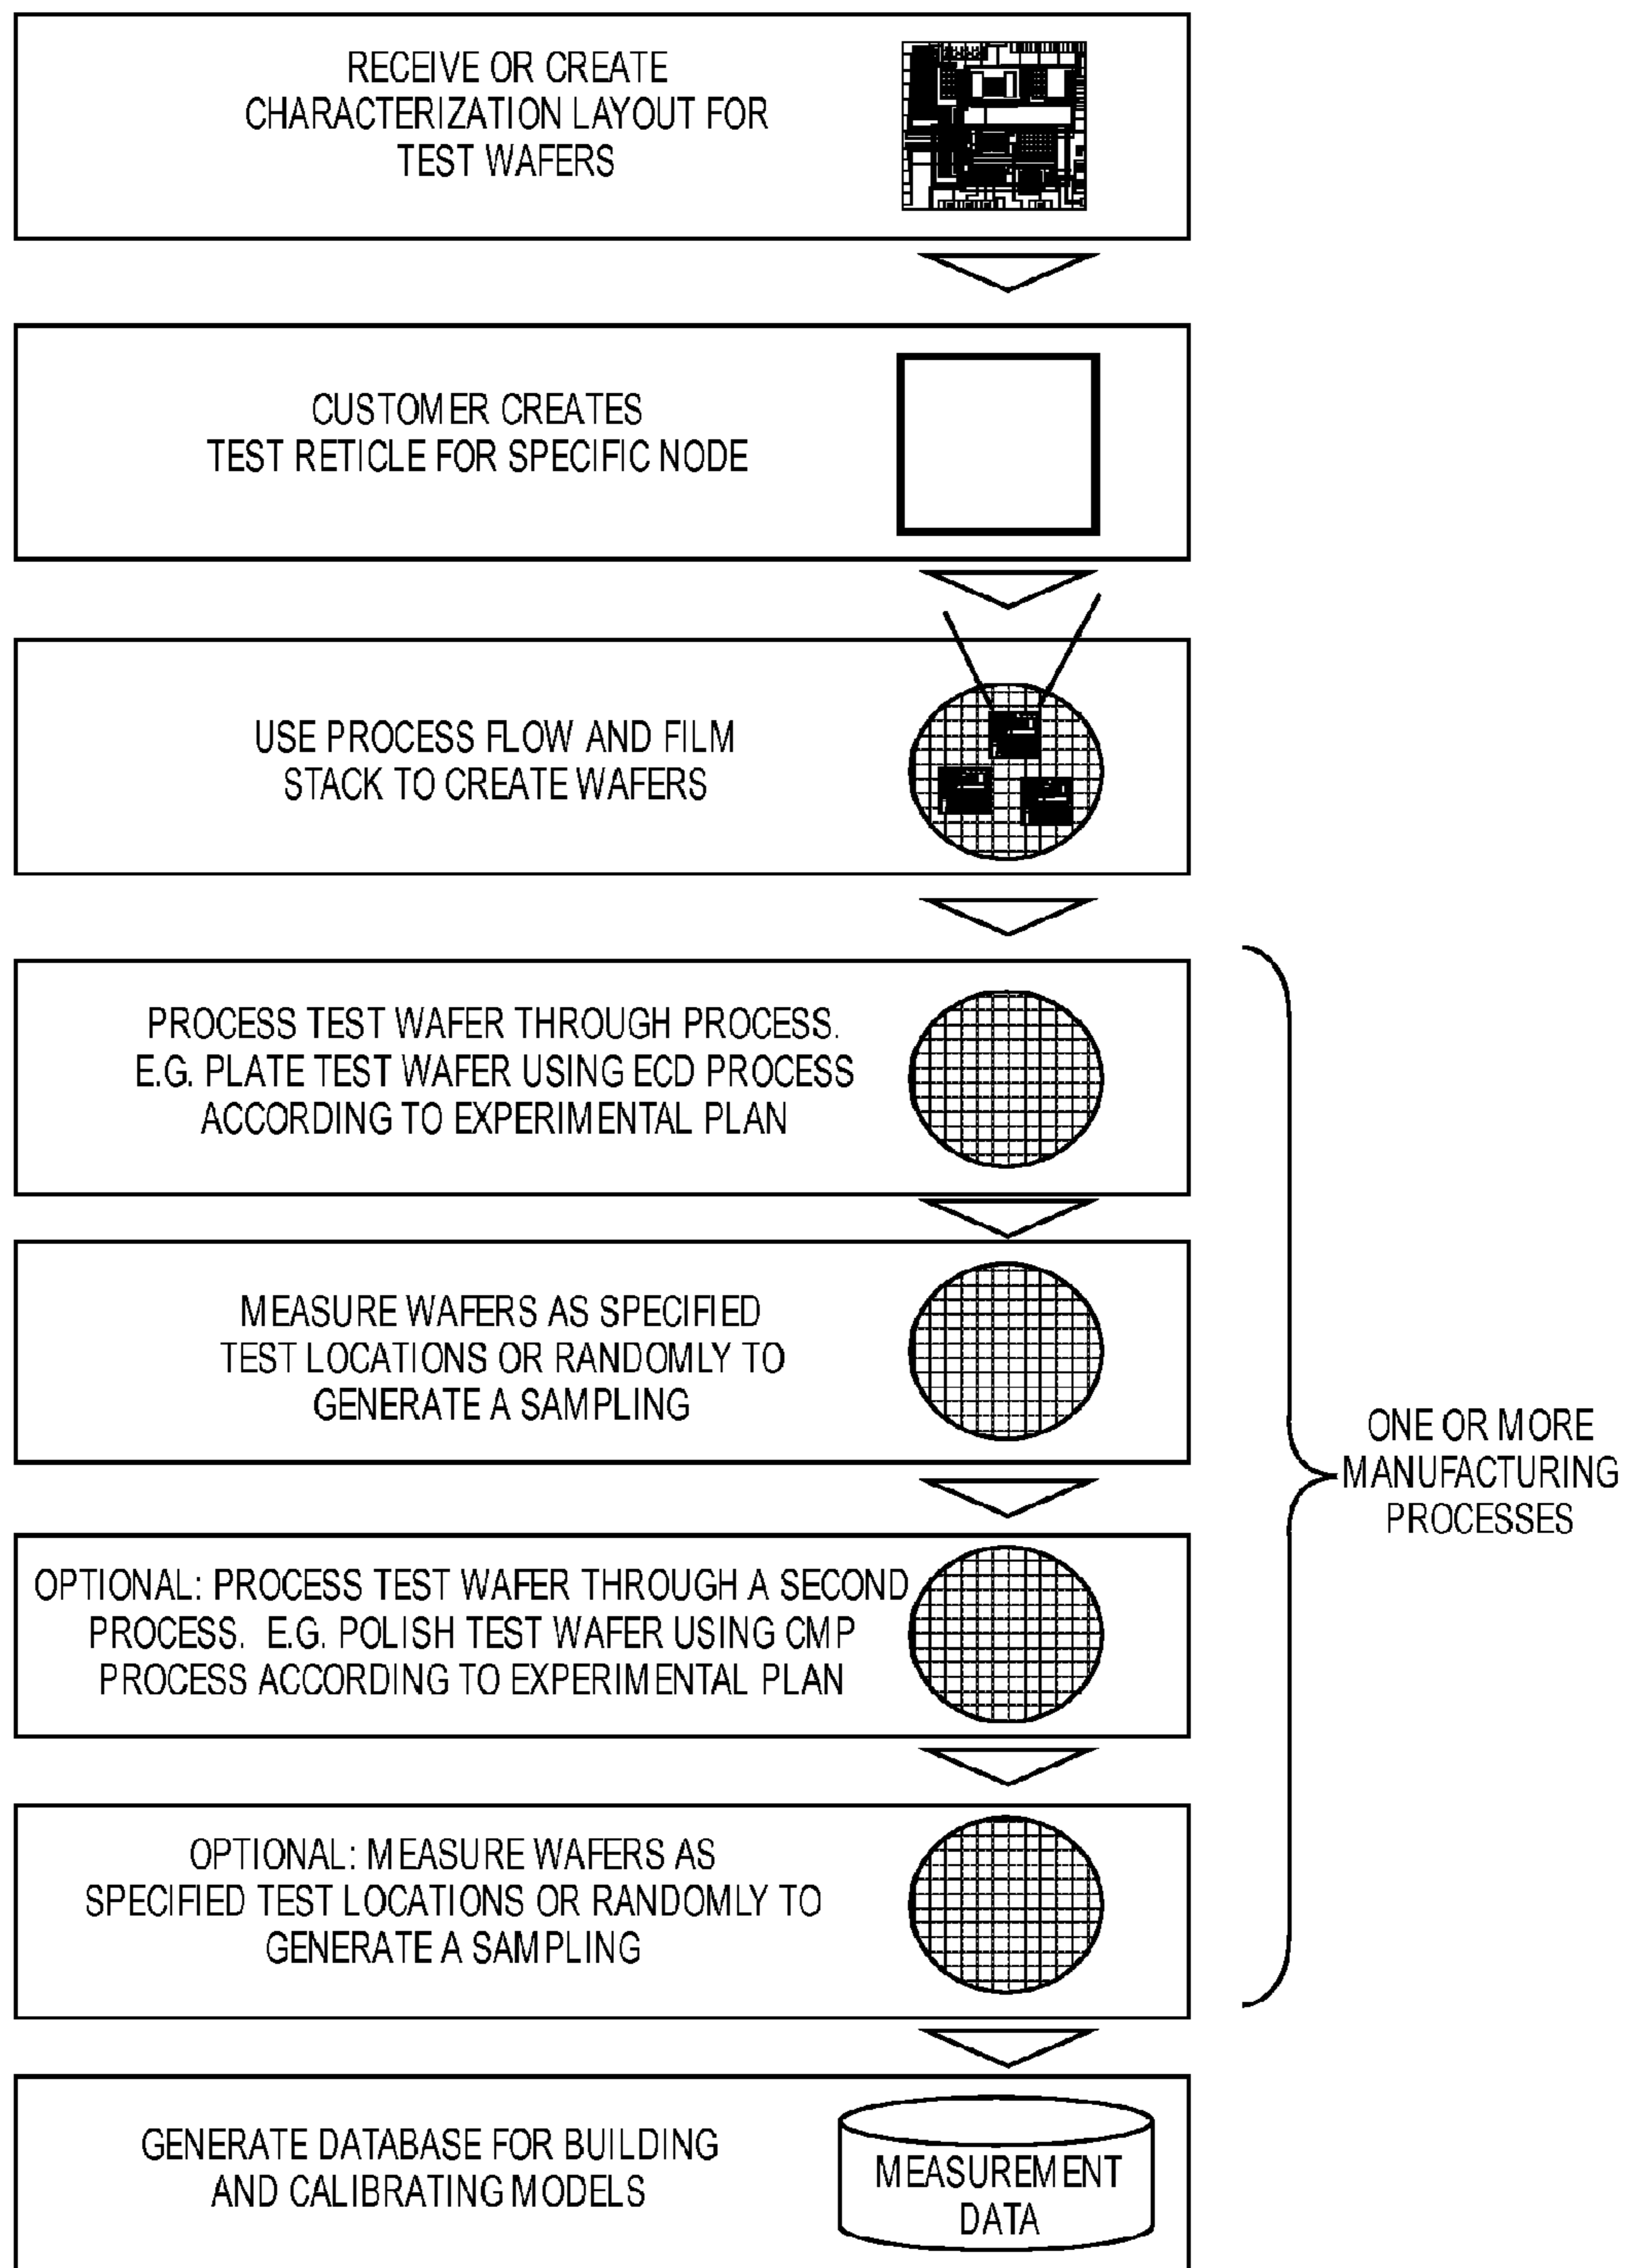 RECEIVE OR CREATE
CHARACTERIZATION LAYOUT FOR
TEST WAFERS
CUSTOMER CREATES
TEST RETICLE FOR SPECIFIC NODE
USE PROCESS FLOW AND FILM
STACK TO CREATE WAFERS
PROCESS TEST WAFER THROUGH PROCESS.
E.G. PLATE TEST WAFER USING ECD PROCESS
ACCORDING TO EXPERIMENTAL PLAN
MEASURE WAFERS AS SPECIFIED
TEST LOCATIONS OR RANDOMLY TO
GENERATE A SAMPLING
OPTIONAL: PROCESS TEST WAFER THROUGH A SECOND
PROCESS. E.G. POLISH TEST WAFER USING CMP
PROCESS ACCORDING TO EXPERIMENTAL PLAN
OPTIONAL: MEASURE WAFERS AS
SPECIFIED TEST LOCATIONS OR RANDOMLY TO
GENERATE A SAMPLING
ONE OR MORE
MANUFACTURING
PROCESSES
GENERATE DATABASE FOR BUILDING
AND CALIBRATING MODELS
MEASUREMENT
DATA